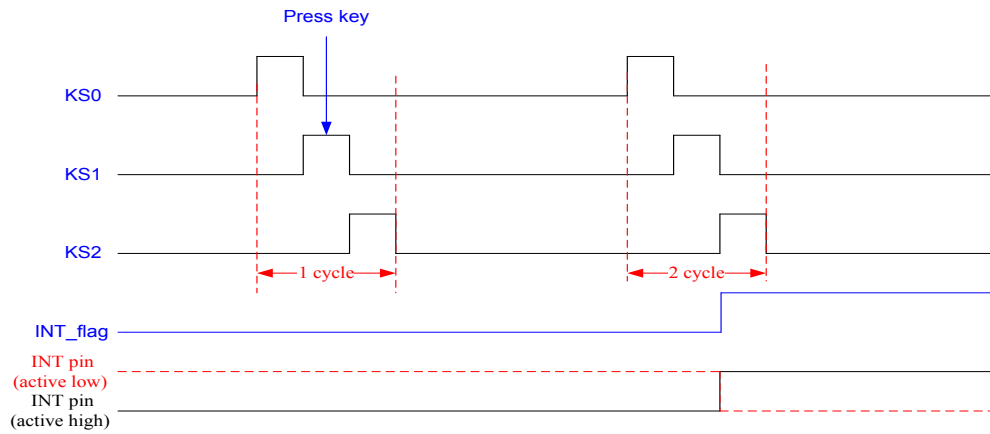 Press key
KS0
KS1
KS2
1 cycle
2 cycle
INT_flag
INT pin
(active low)
INT pin
(active high)